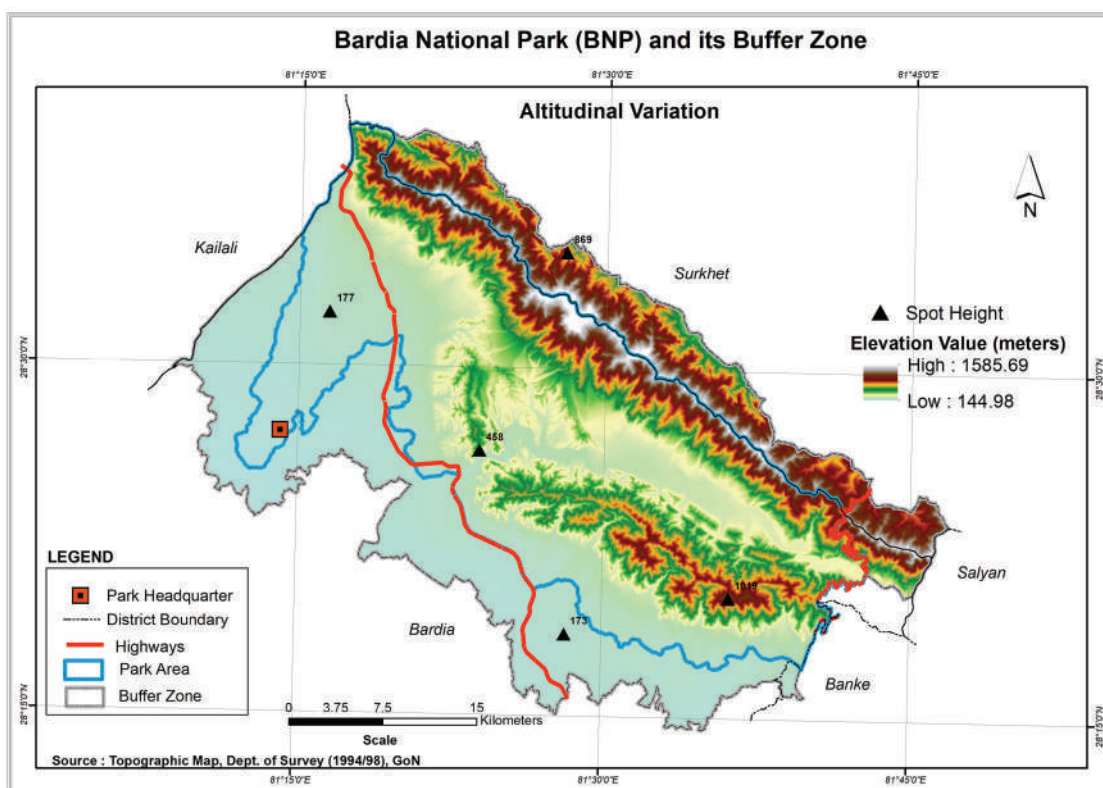 Bardia National Park (BNP) and its Buffer Zone
81°15'0"E 81°30'0"E 81°45'0"E
Altitudinal Variation
N
869
Kailali
Surkhet
177
Spot Height
Elevation Value (meters)
High : 1585.69
Low : 144.98
28°30'0"N
28°30'0"N
458
LEGEND
Park Headquarter
District Boundary
Highways
Park Area
Buffer Zone
Salyan
1019
Bardia
173
Banke
0 3.75 7.5 15
Kilometers
Scale
28°15'0"N
28°15'0"N
Source : Topographic Map, Dept. of Survey (1994/98), GoN
81°15'0"E 81°30'0"E 81°45'0"E